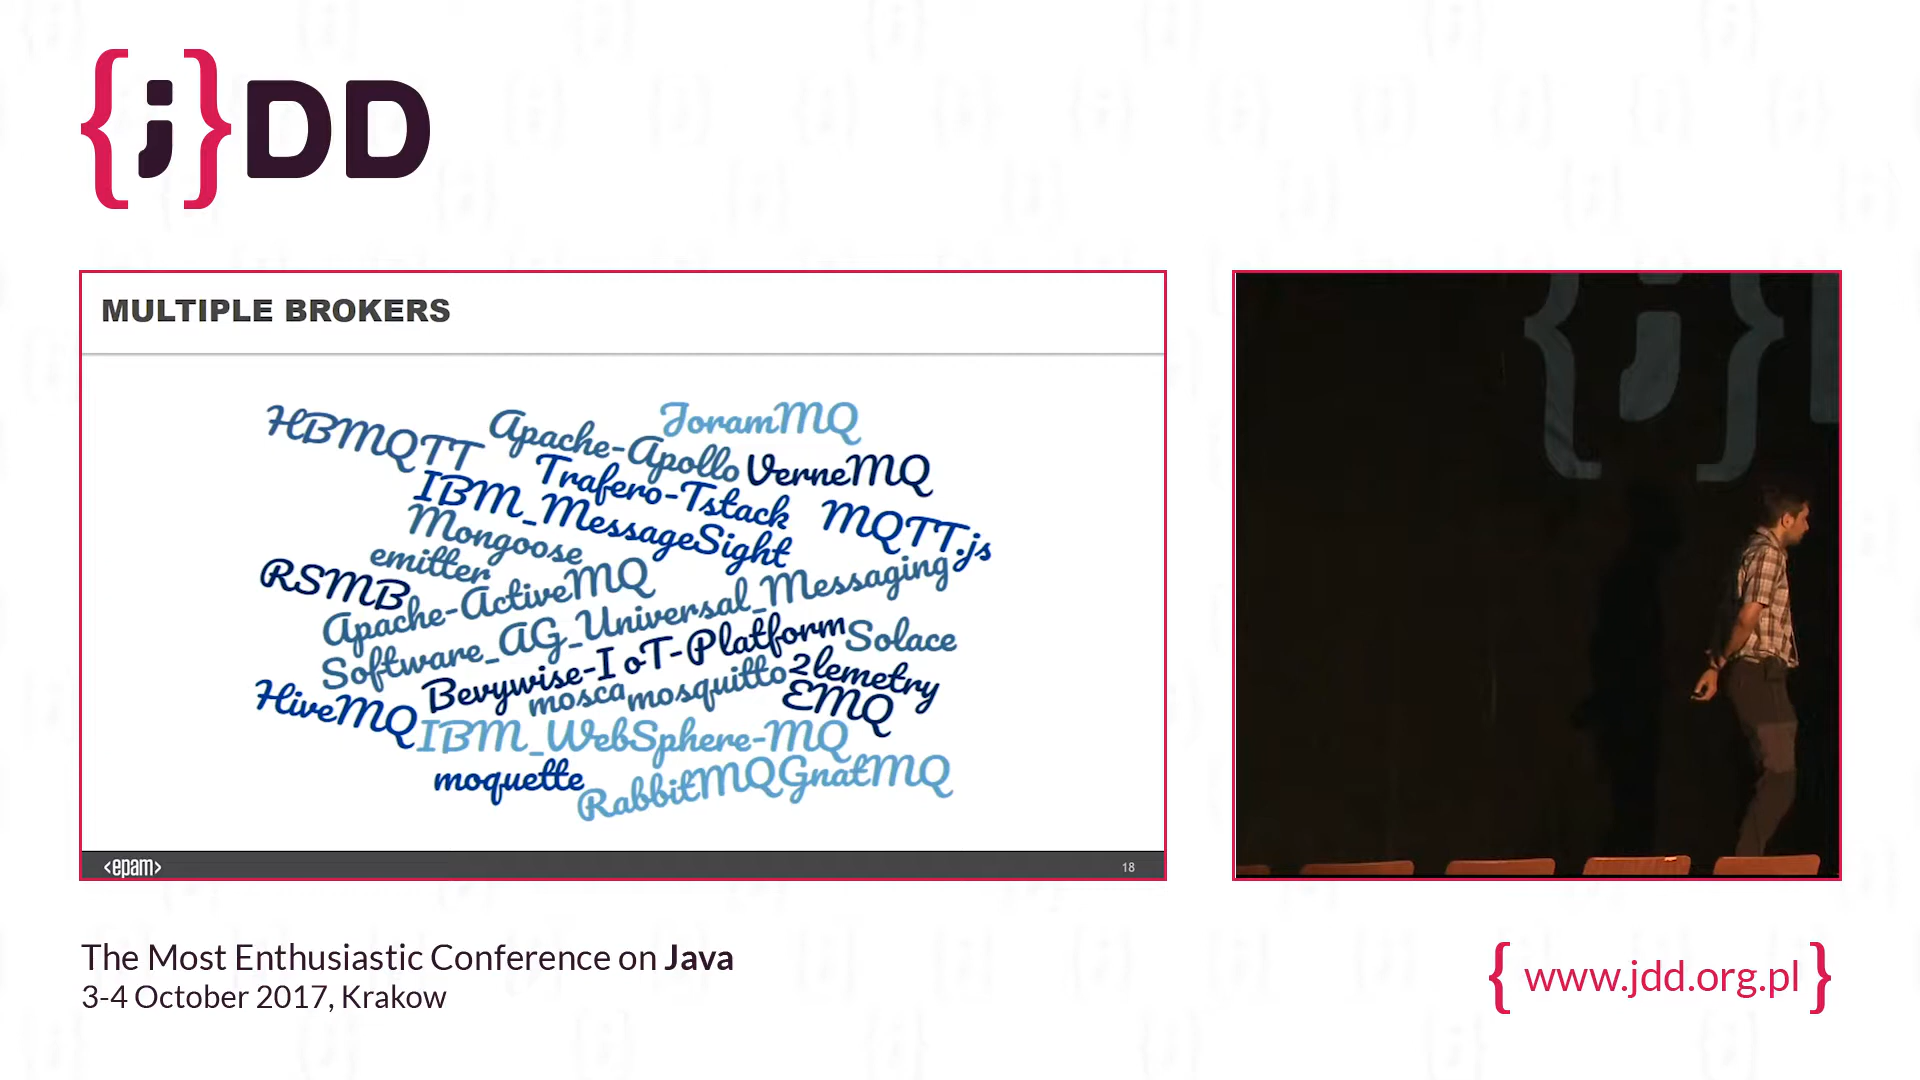 {;}DD
MULTIPLE BROKERS
HBMQTT
Apache-Apollo
JoramMQ
VerneMQ
Trafero-Tstack
IBM_MessageSight
MQTT.js
Mongoose
emitter
RSMB
Apache-ActiveMQ
Software_AG_Universal_Messaging
Bevywise-IoT-Platform
Solace
HiveMQ
mosca
mosquitto
2lemetry
EMQ
IBM_WebSphere-MQ
moquette
RabbitMQ
GnatMQ
<epam>
18
The Most Enthusiastic Conference on Java
3-4 October 2017, Krakow
{ www.jdd.org.pl }